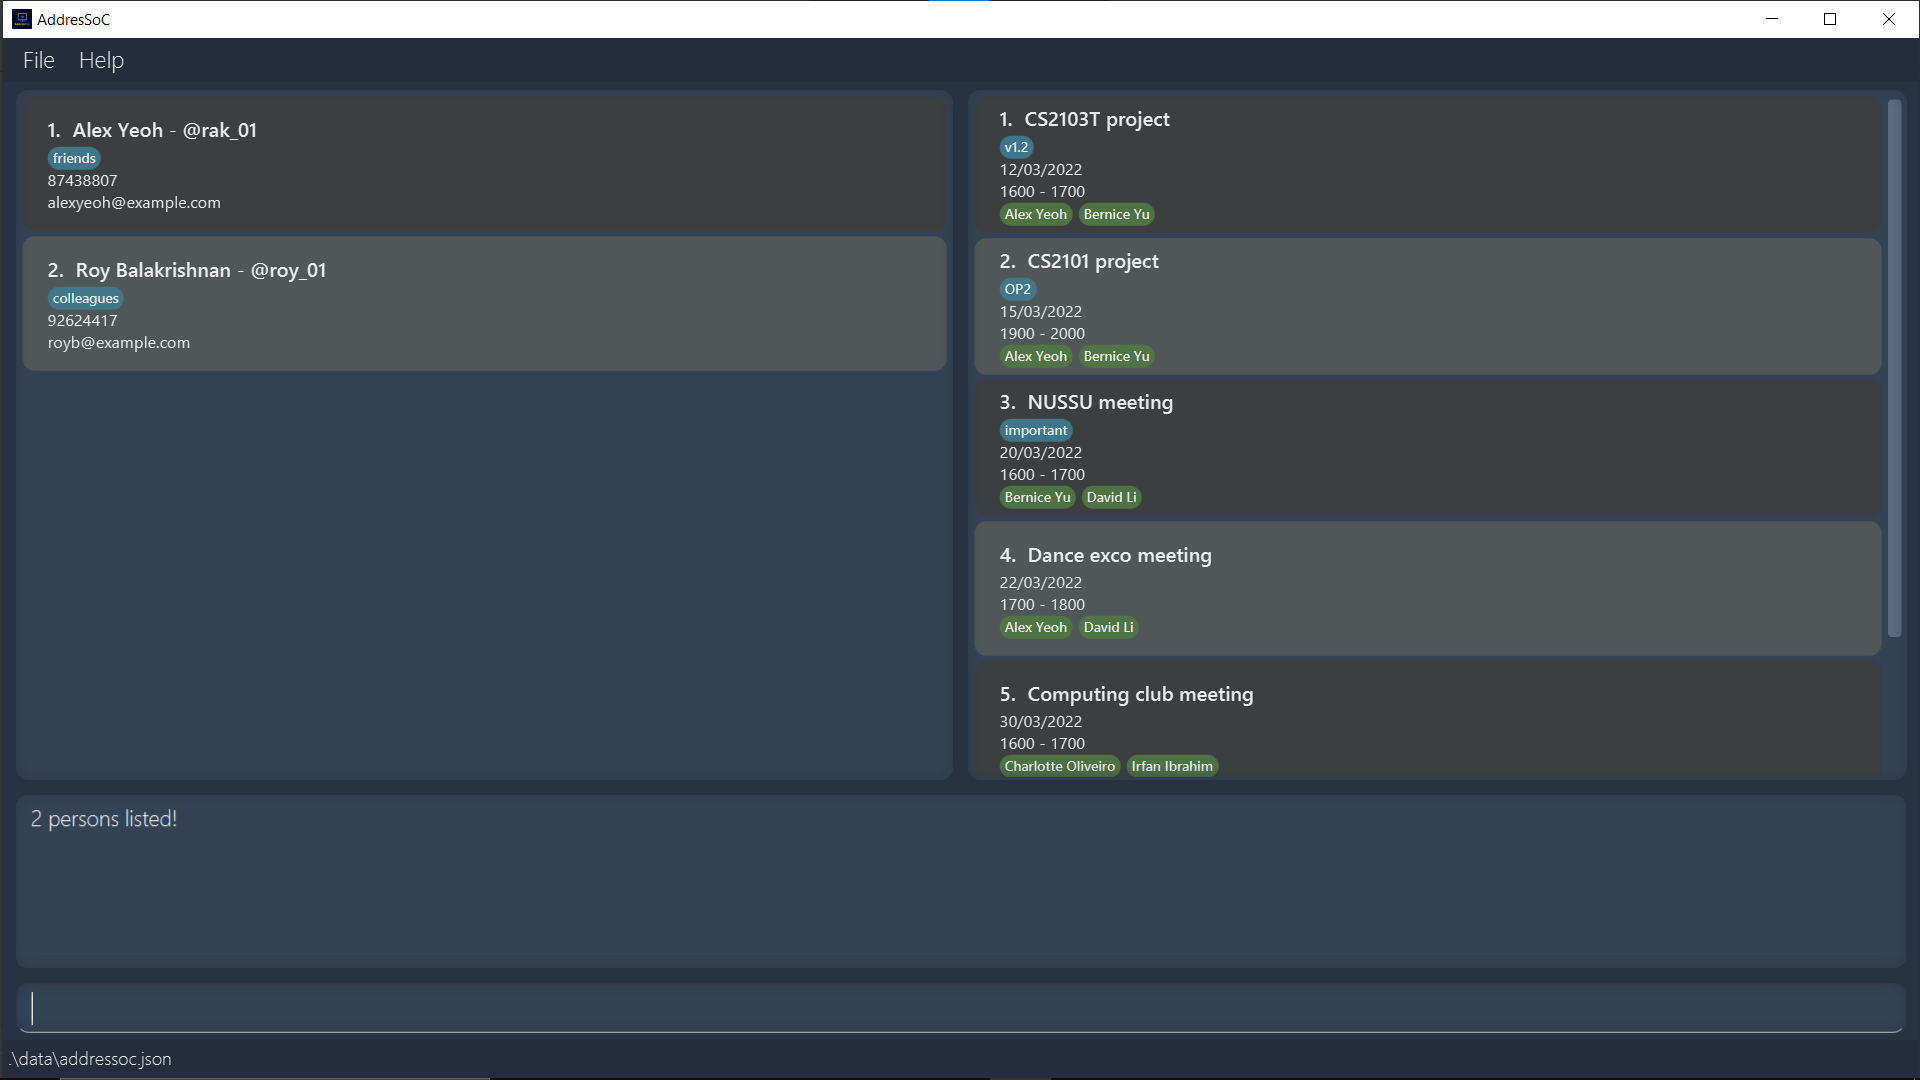 AddresSoC
File Help
1. Alex Yeoh - @rak_01
friends
87438807
alexyeoh@example.com
2. Roy Balakrishnan - @roy_01
colleagues
92624417
royb@example.com
1. CS2103T project
v1.2
12/03/2022
1600 - 1700
Alex Yeoh Bernice Yu
2. CS2101 project
OP2
15/03/2022
1900 - 2000
Alex Yeoh Bernice Yu
3. NUSSU meeting
important
20/03/2022
1600 - 1700
Bernice Yu David Li
4. Dance exco meeting
22/03/2022
1700 - 1800
Alex Yeoh David Li
5. Computing club meeting
30/03/2022
1600 - 1700
Charlotte Oliveiro Irfan Ibrahim
2 persons listed!
.\data\addressoc.json